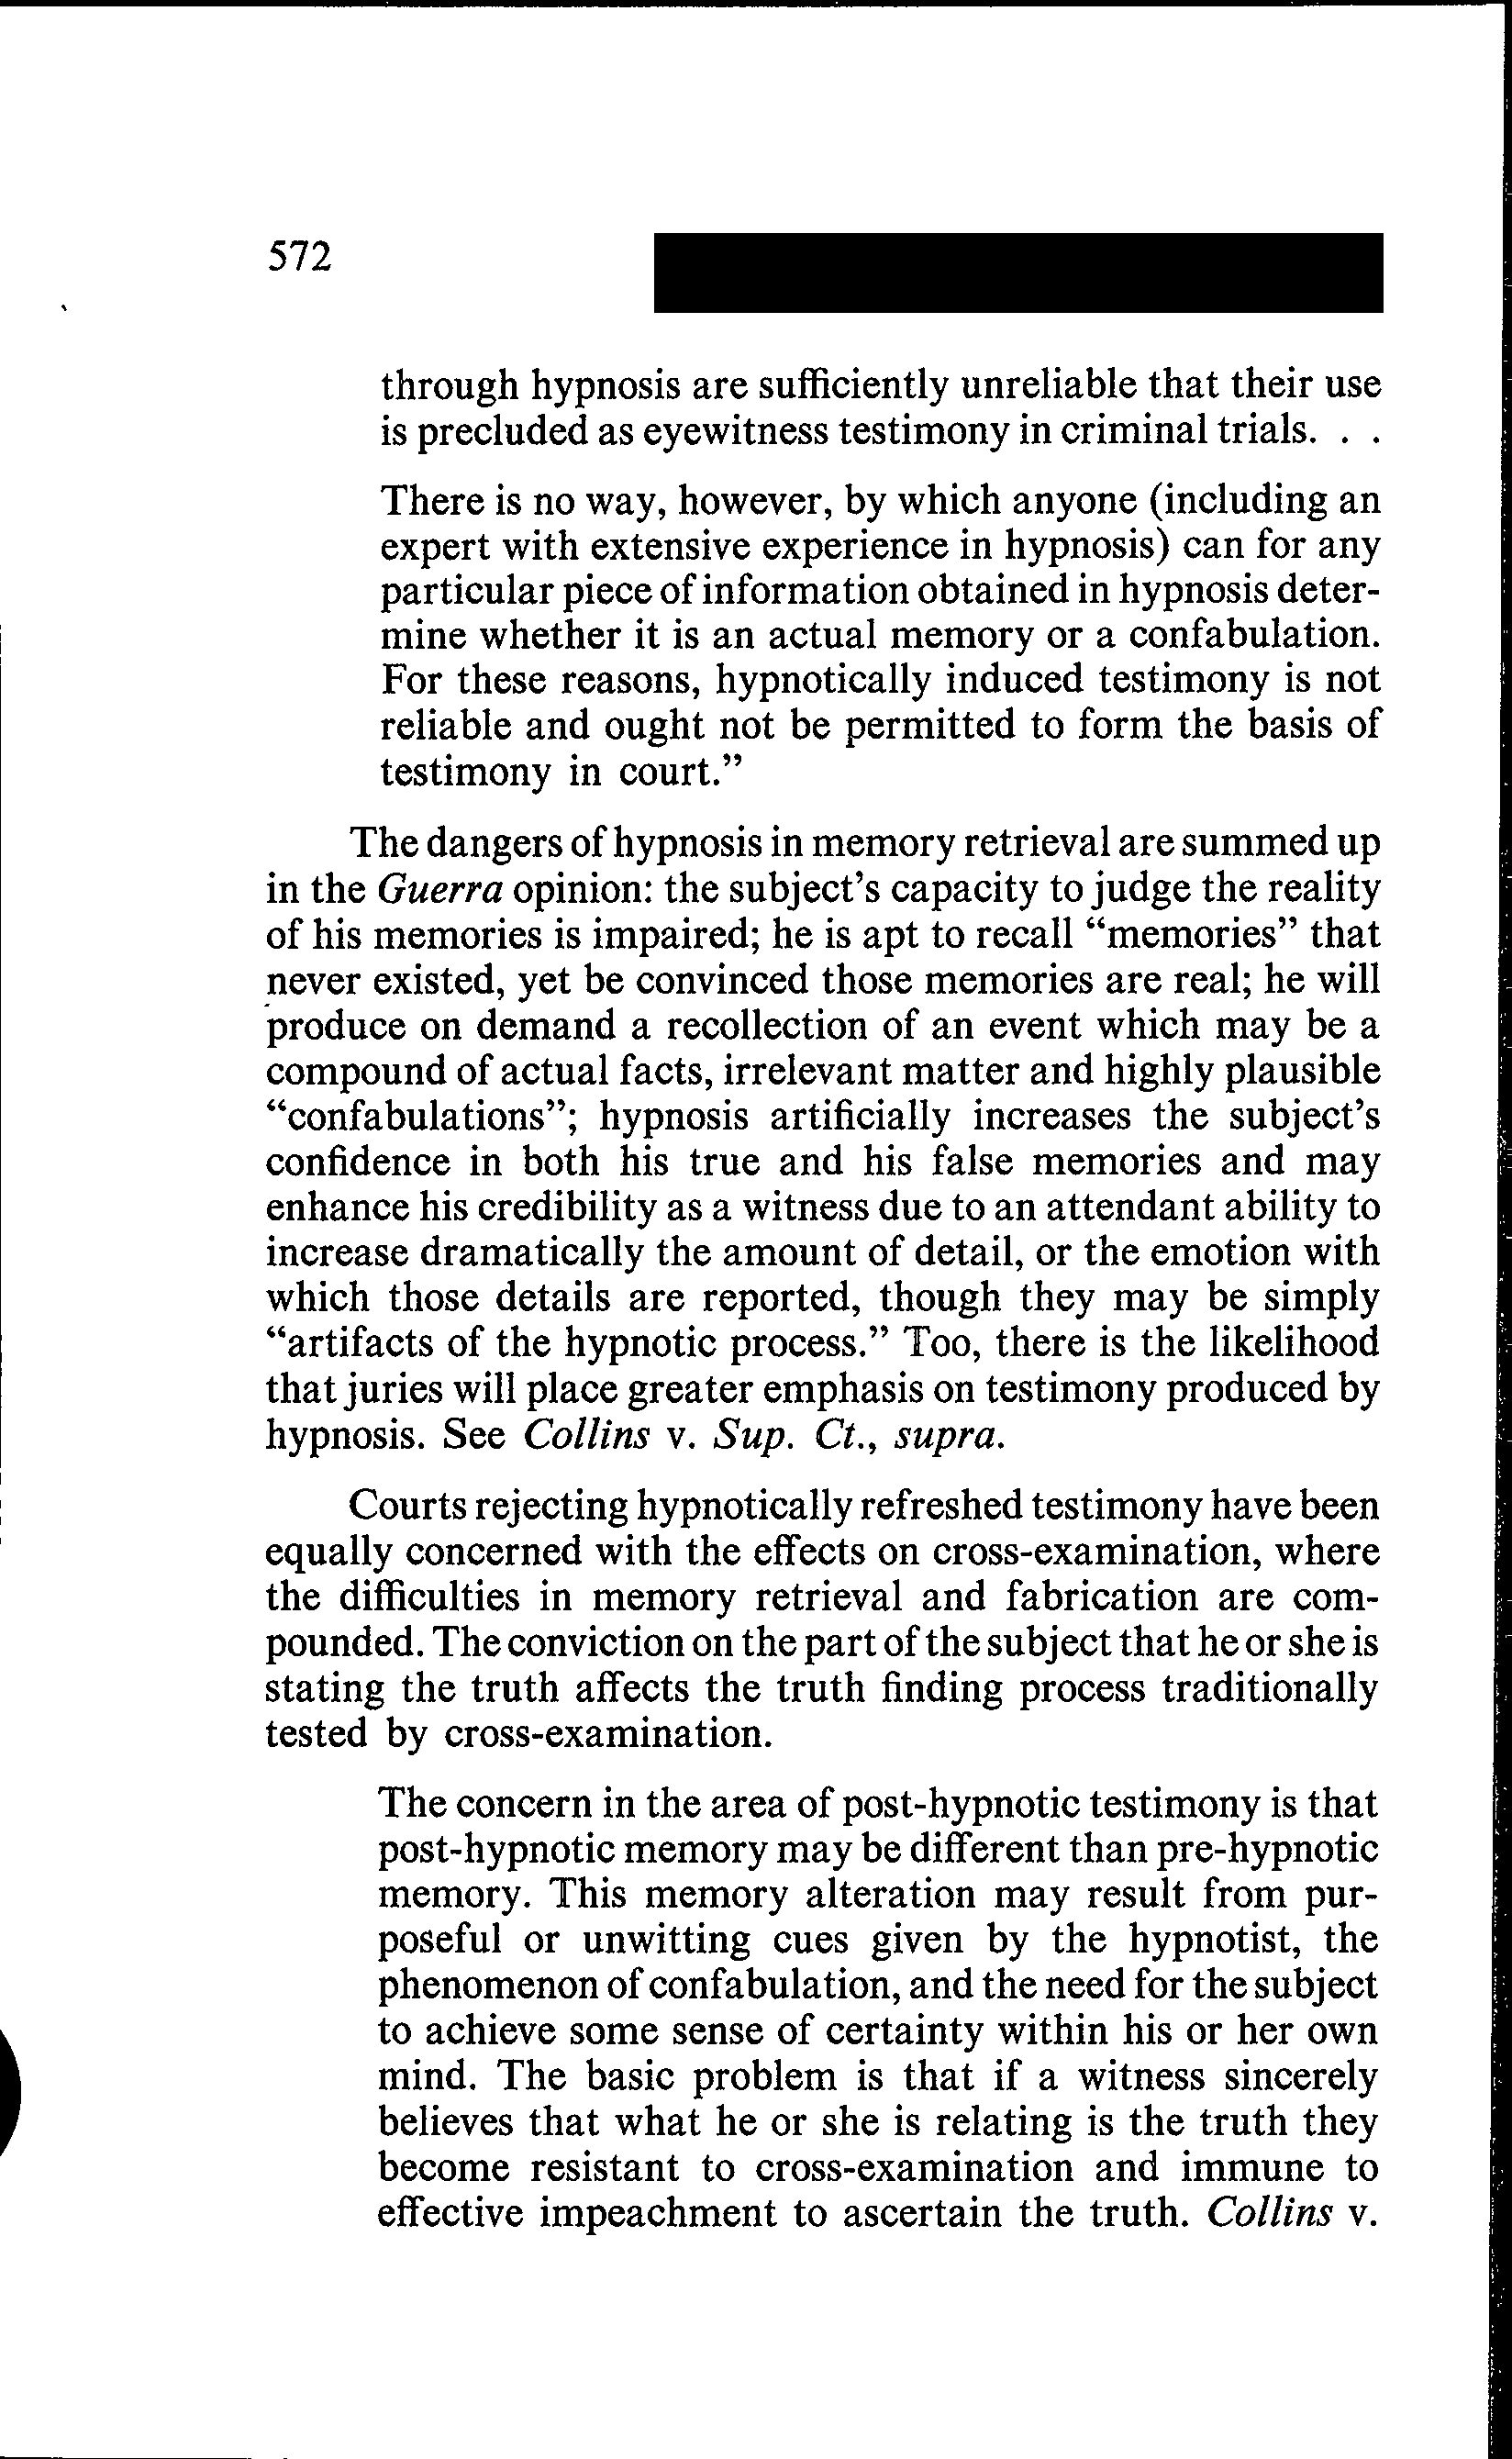 572
through hypnosis are sufficiently unreliable that their use
is precluded as eyewitness testimony in criminal trials. . .
There is no way, however, by which anyone (including an
expert with extensive experience in hypnosis) can for any
particular piece of information obtained in hypnosis deter-
mine whether it is an actual memory or a confabulation.
For these reasons, hypnotically induced testimony is not
reliable and ought not be permitted to form the basis of
testimony in court.”
The dangers of hypnosis in memory retrieval are summed up
in the Guerra opinion: the subject’s capacity to judge the reality
of his memories is impaired; he is apt to recall “memories” that
never existed, yet be convinced those memories are real; he will
produce on demand a recollection of an event which may be a
compound of actual facts, irrelevant matter and highly plausible
“confabulations”; hypnosis artificially increases the subject’s
confidence in both his true and his false memories and may
enhance his credibility as a witness due to an attendant ability to
increase dramatically the amount of detail, or the emotion with
which those details are reported, though they may be simply
“artifacts of the hypnotic process.” Too, there is the likelihood
that juries will place greater emphasis on testimony produced by
hypnosis. See Collins v. Sup. Ct., supra.
Courts rejecting hypnotically refreshed testimony have been
equally concerned with the effects on cross-examination, where
the difficulties in memory retrieval and fabrication are com-
pounded. The conviction on the part of the subject that he or she is
stating the truth affects the truth finding process traditionally
tested by cross-examination.
The concern in the area of post-hypnotic testimony is that
post-hypnotic memory may be different than pre-hypnotic
memory. This memory alteration may result from pur-
poseful or unwitting cues given by the hypnotist, the
phenomenon of confabulation, and the need for the subject
to achieve some sense of certainty within his or her own
mind. The basic problem is that if a witness sincerely
believes that what he or she is relating is the truth they
become resistant to cross-examination and immune to
effective impeachment to ascertain the truth. Collins v.